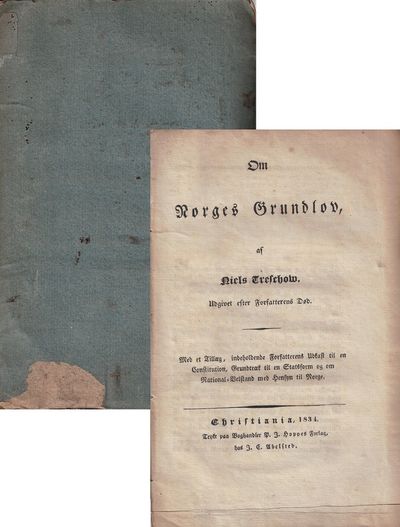 Om
Norges Grundlov,
af
Niels Treschow.
Udgivet efter Forfatterens Død.
Med et Tillæg, indeholdende Forfatterens Udkast til en
Constitution, Grundtræk til en Statsform og om
National-Velstand med Hensyn til Norge.
Christiania, 1834.
Trykt paa Boghandler P. J. Hoppes Forlag,
hos J. C. Abelsted.